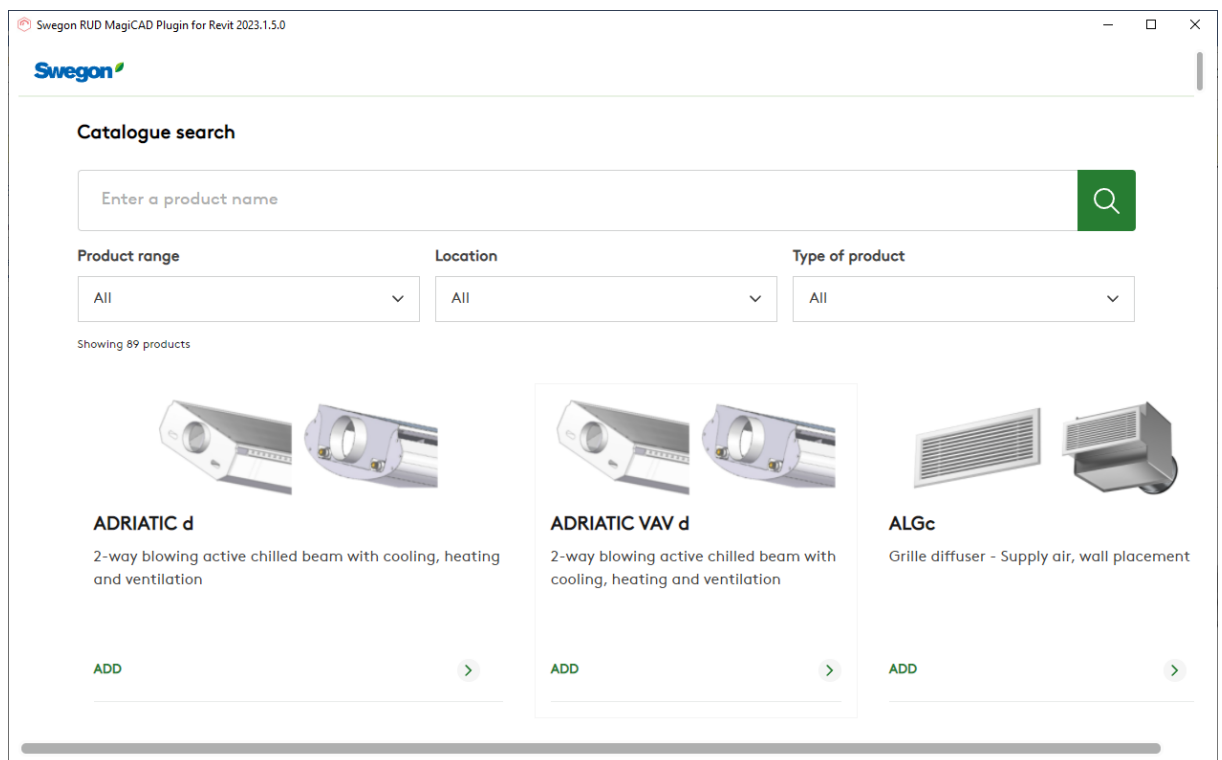 Swegon RUD MagiCAD Plugin for Revit 2023.1.5.0
Swegon
Catalogue search
Enter a product name
Product range
Location
Type of product
All
All
All
Showing 89 products
ADRIATIC d
2-way blowing active chilled beam with cooling, heating
and ventilation
ADD
ADRIATIC VAV d
2-way blowing active chilled beam with
cooling, heating and ventilation
ADD
ALGc
Grille diffuser - Supply air, wall placement
ADD